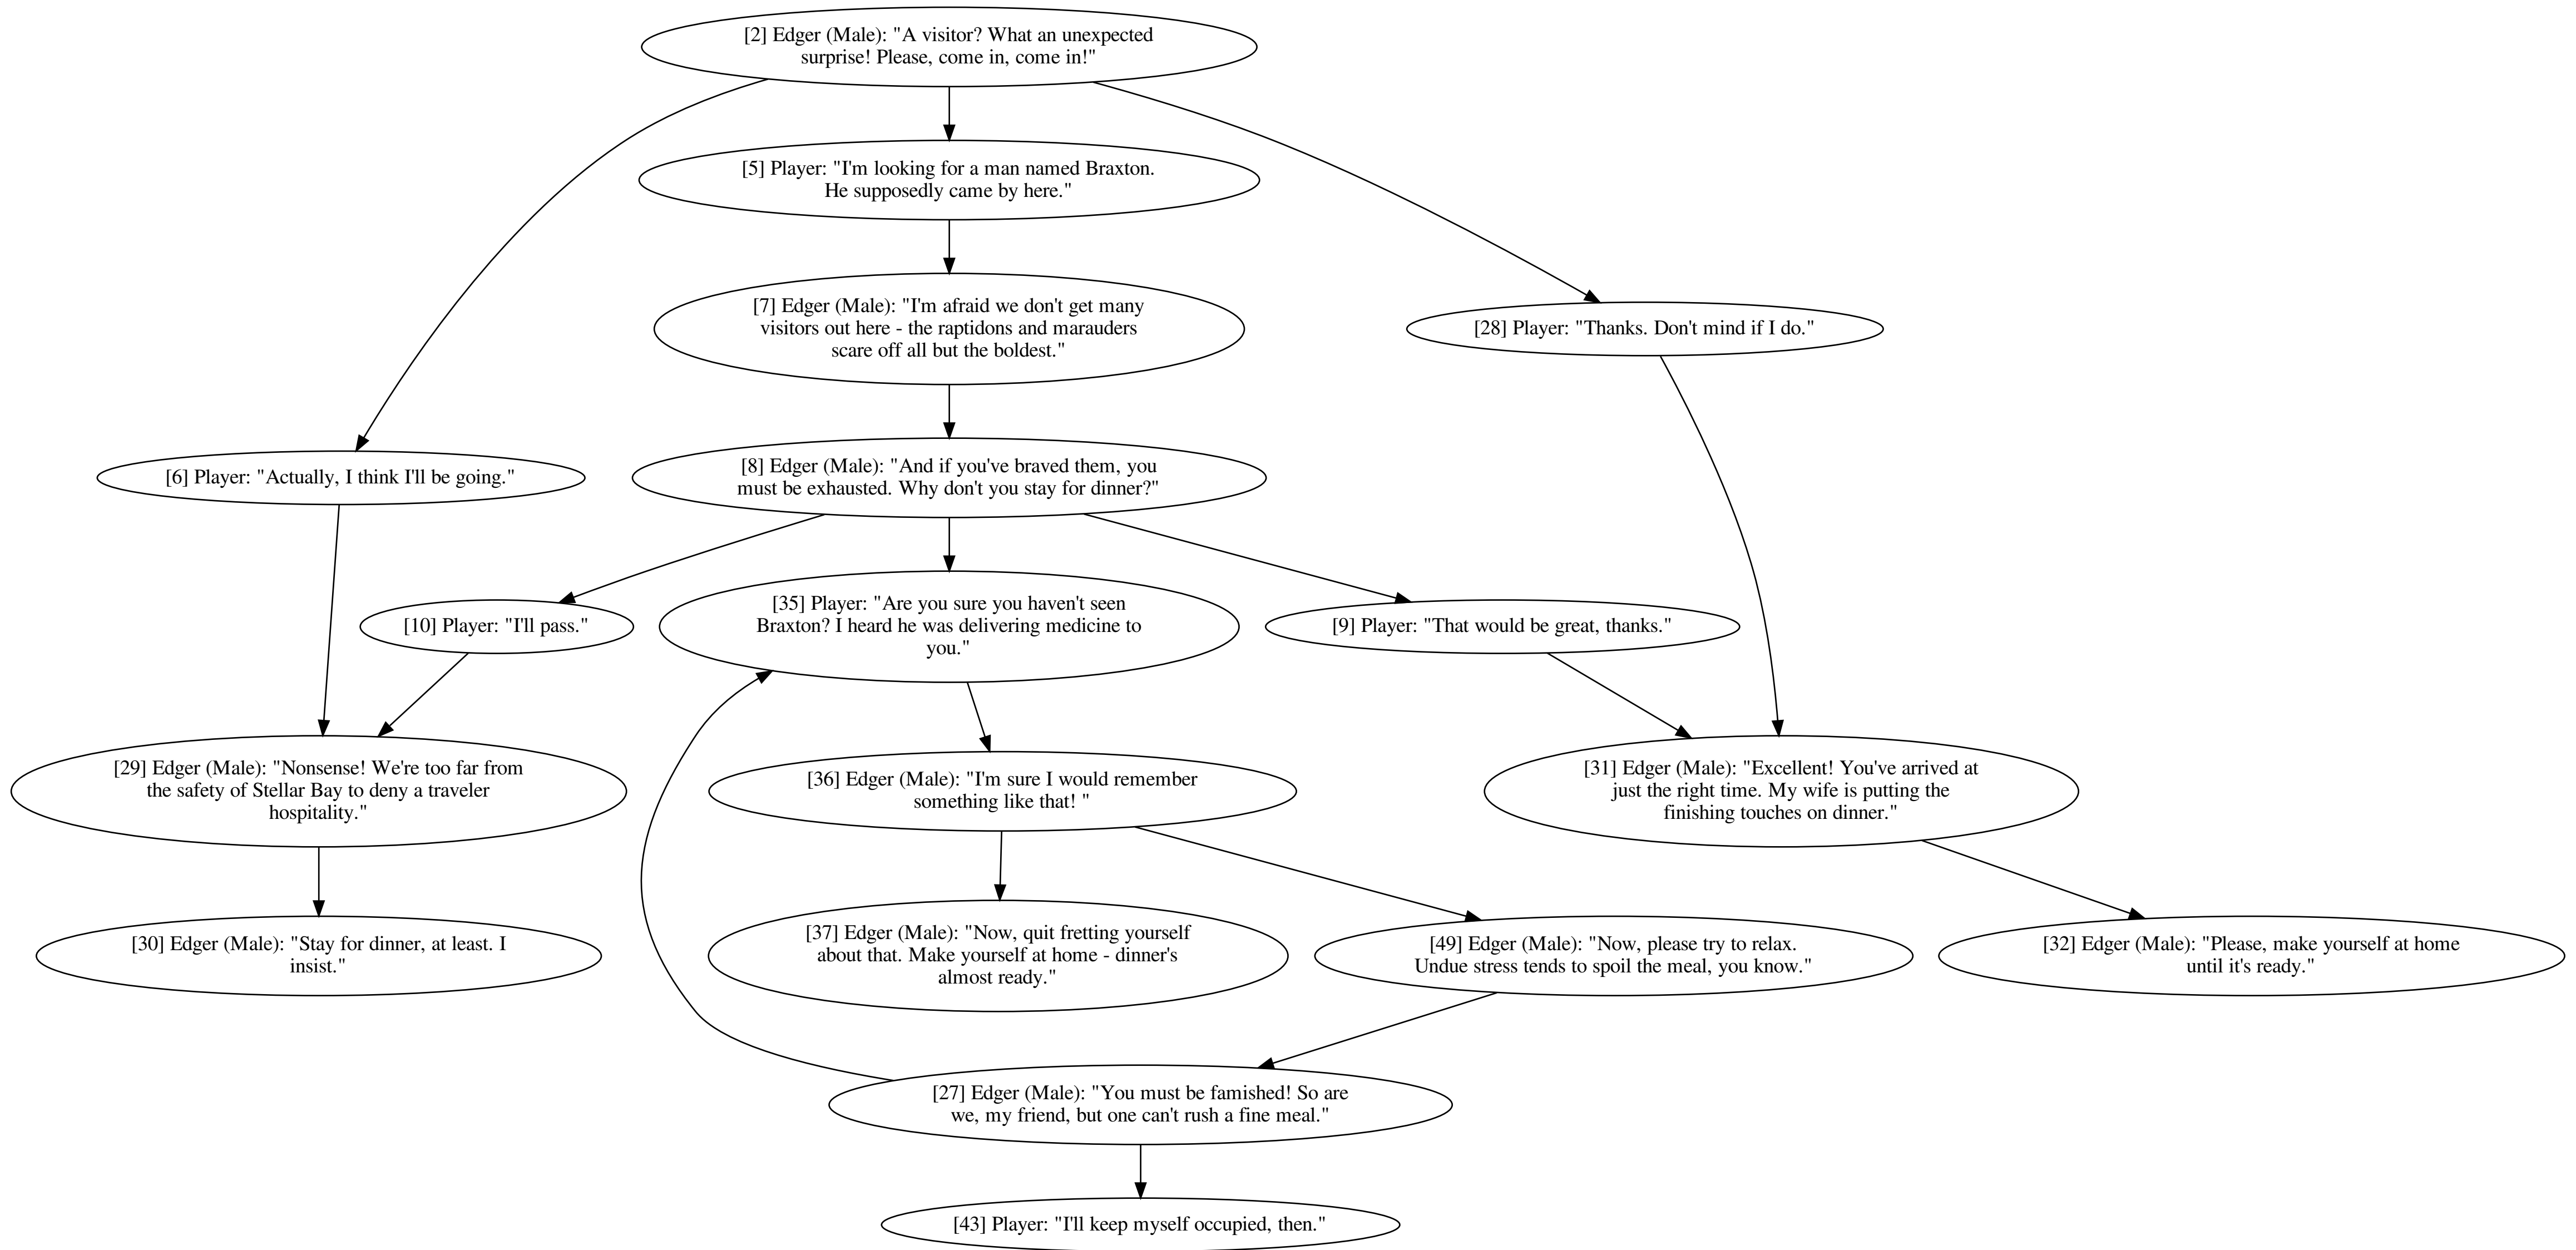 [2] Edger (Male): "A visitor? What an unexpected
surprise! Please, come in, come in!"
[5] Player: "I'm looking for a man named Braxton.
He supposedly came by here."
[7] Edger (Male): "I'm afraid we don't get many
visitors out here - the raptidons and marauders
scare off all but the boldest."
[28] Player: "Thanks. Don't mind if I do."
[6] Player: "Actually, I think I'll be going."
[8] Edger (Male): "And if you've braved them, you
must be exhausted. Why don't you stay for dinner?"
[10] Player: "I'll pass."
[35] Player: "Are you sure you haven't seen
Braxton? I heard he was delivering medicine to
you."
[9] Player: "That would be great, thanks."
[29] Edger (Male): "Nonsense! We're too far from
the safety of Stellar Bay to deny a traveler
hospitality."
[36] Edger (Male): "I'm sure I would remember
something like that! "
[31] Edger (Male): "Excellent! You've arrived at
just the right time. My wife is putting the
finishing touches on dinner."
[30] Edger (Male): "Stay for dinner, at least. I
insist."
[37] Edger (Male): "Now, quit fretting yourself
about that. Make yourself at home - dinner's
almost ready."
[49] Edger (Male): "Now, please try to relax.
Undue stress tends to spoil the meal, you know."
[32] Edger (Male): "Please, make yourself at home
until it's ready."
[27] Edger (Male): "You must be famished! So are
we, my friend, but one can't rush a fine meal."
[43] Player: "I'll keep myself occupied, then."